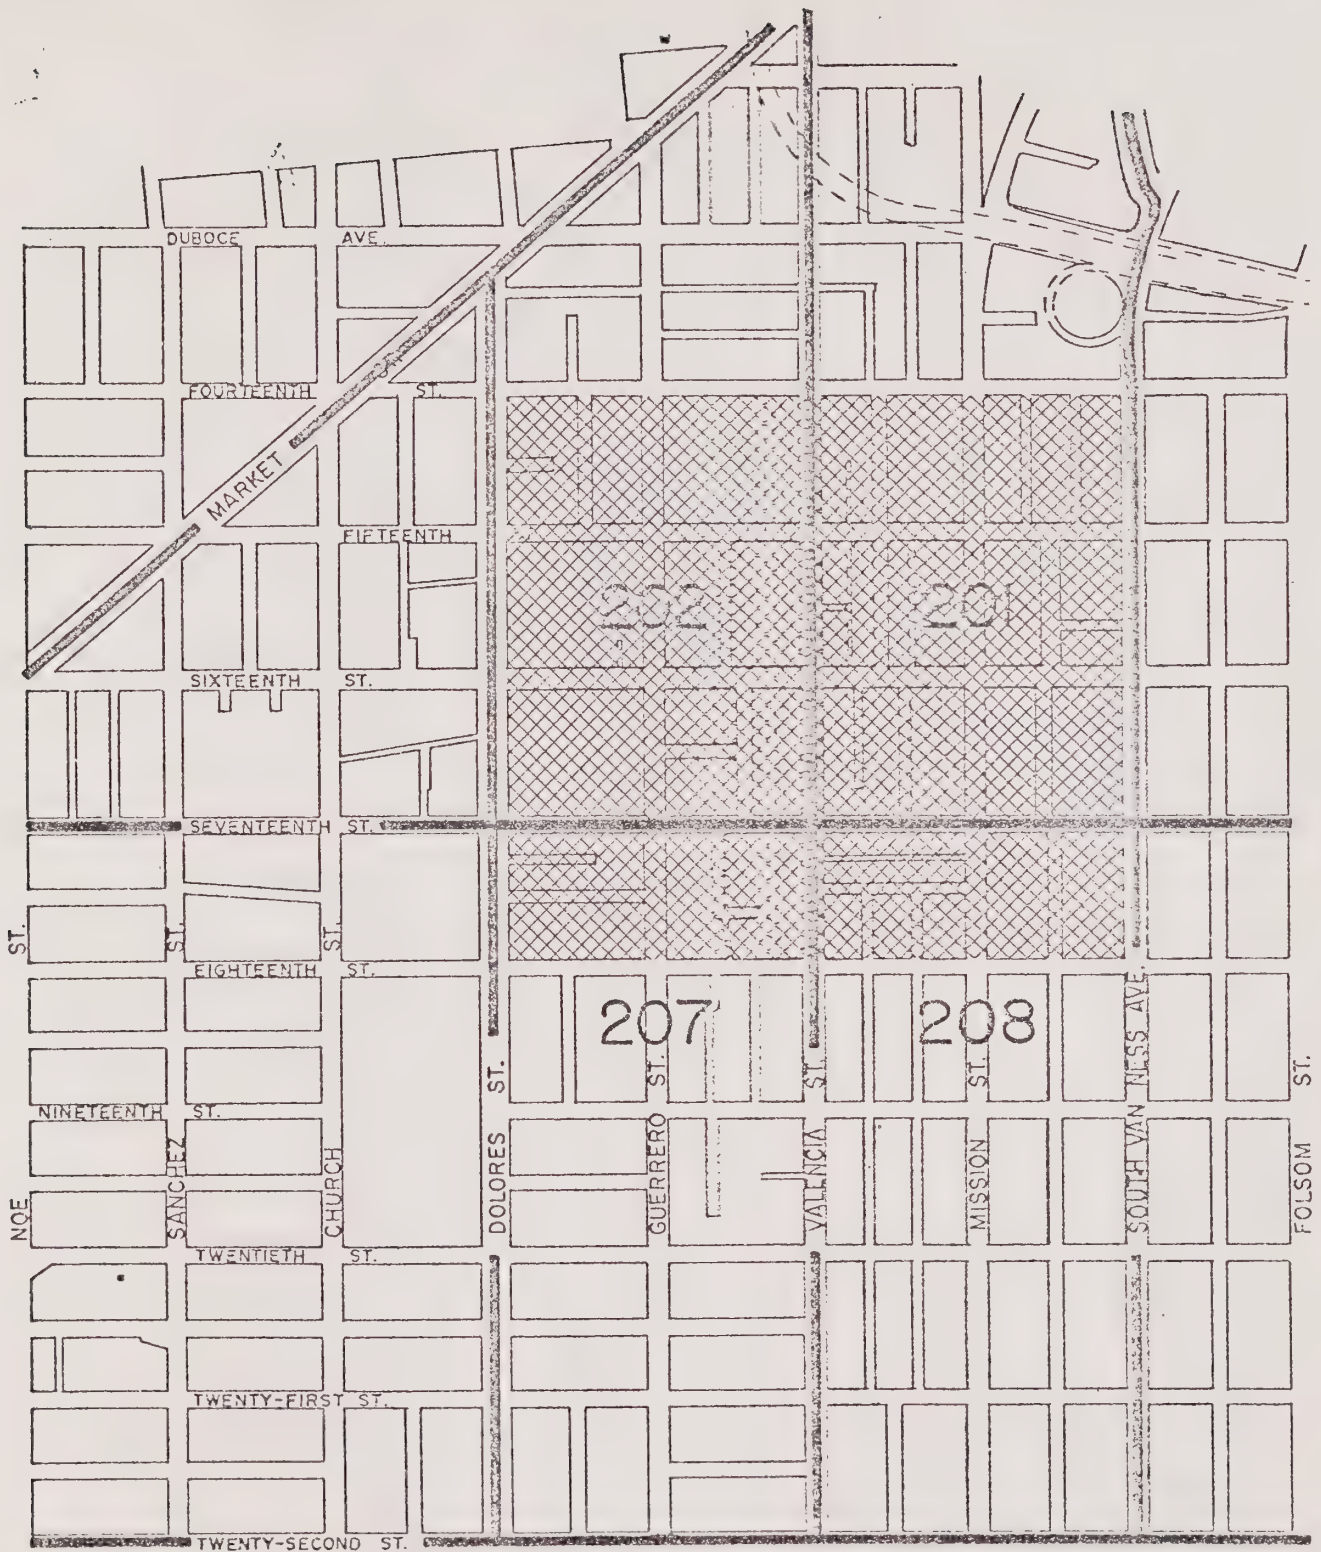 DUBOCE AVE.
FOURTEENTH ST.
MARKET
FIFTEENTH
202 201
SIXTEENTH ST.
SEVENTEENTH ST.
ST. ST. ST.
EIGHTEENTH ST.
207 208
ST. ST. ST. ST. ST.
NINETEENTH ST.
NOE
SANCHEZ
CHURCH
DOLORES
GUERRERO
VALENCIA
MISSION
SOUTH VAN NESS AVE.
FOLSOM
TWENTIETH ST.
TWENTY-FIRST ST.
TWENTY-SECOND ST.